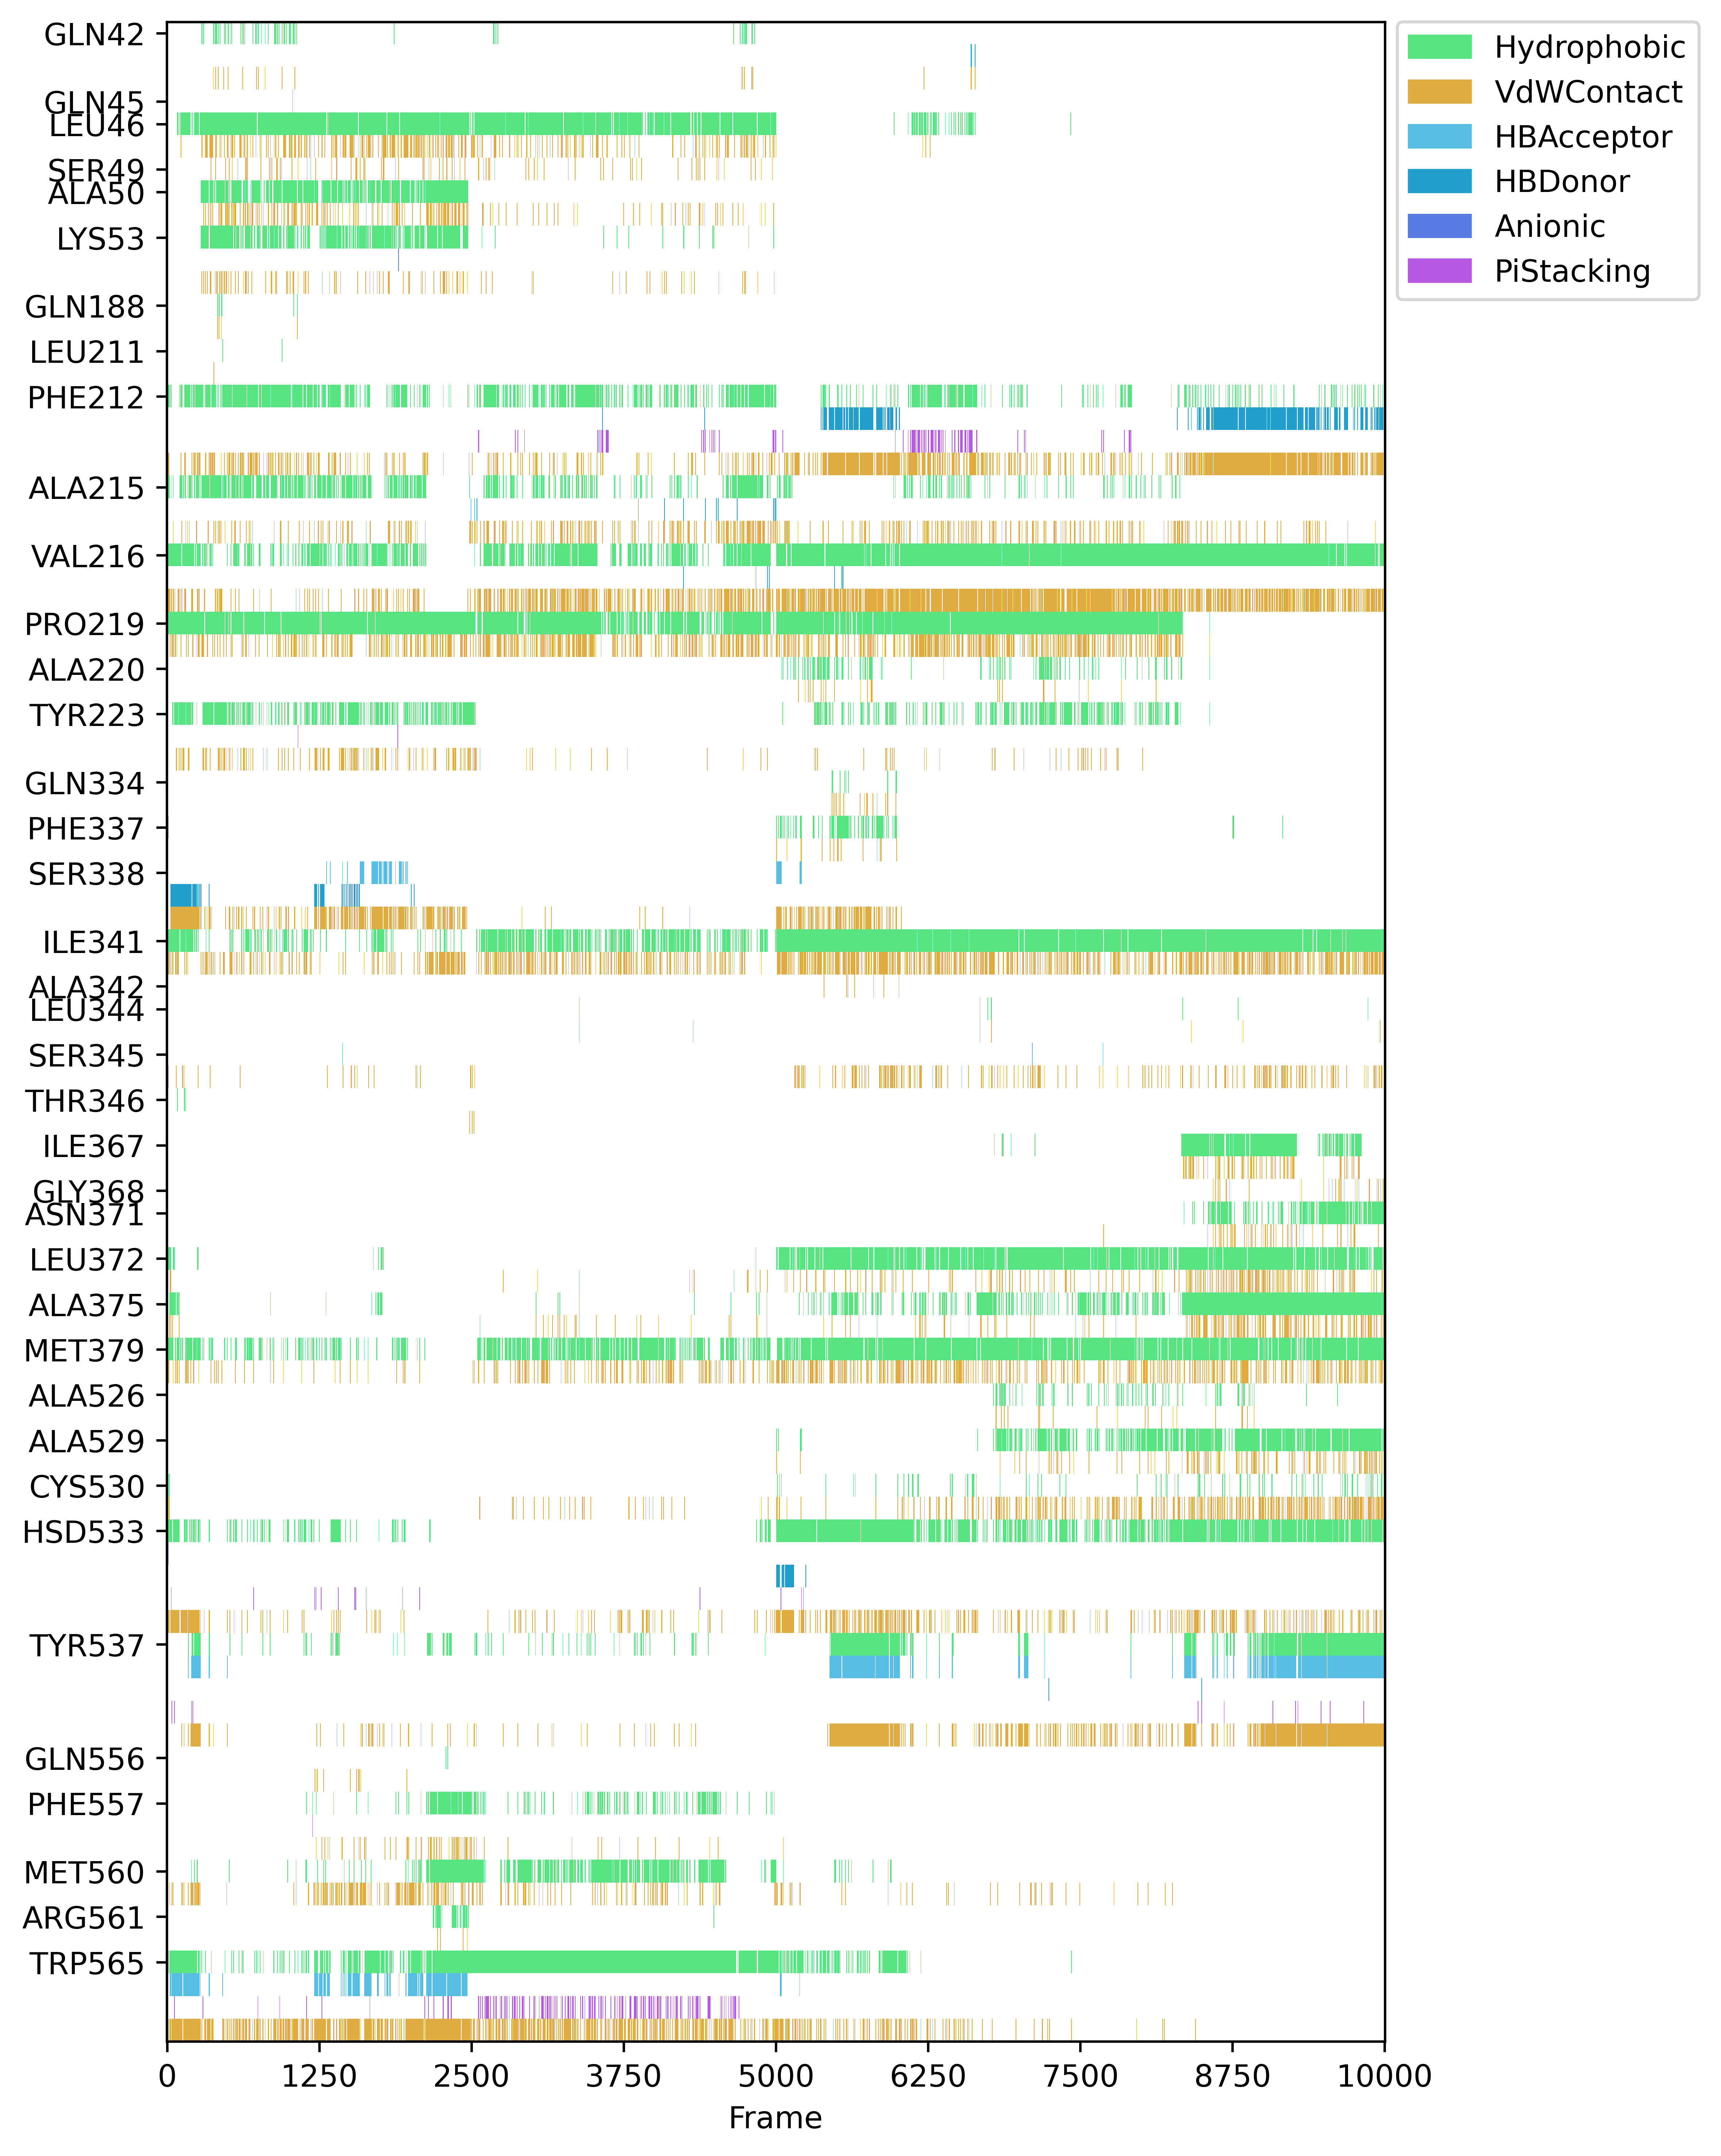 GLN42
GLN45
LEU46
SER49
ALA50
LYS53
GLN188
LEU211
PHE212
ALA215
VAL216
PRO219
ALA220
TYR223
GLN334
PHE337
SER338
ILE341
ALA342
LEU344
SER345
THR346
ILE367
GLY368
ASN371
LEU372
ALA375
MET379
ALA526
ALA529
CYS530
HSD533
TYR537
GLN556
PHE557
MET560
ARG561
TRP565
0 1250 2500 3750 5000 6250 7500 8750 10000
Frame
Hydrophobic
VdWContact
HBAcceptor
HBDonor
Anionic
PiStacking